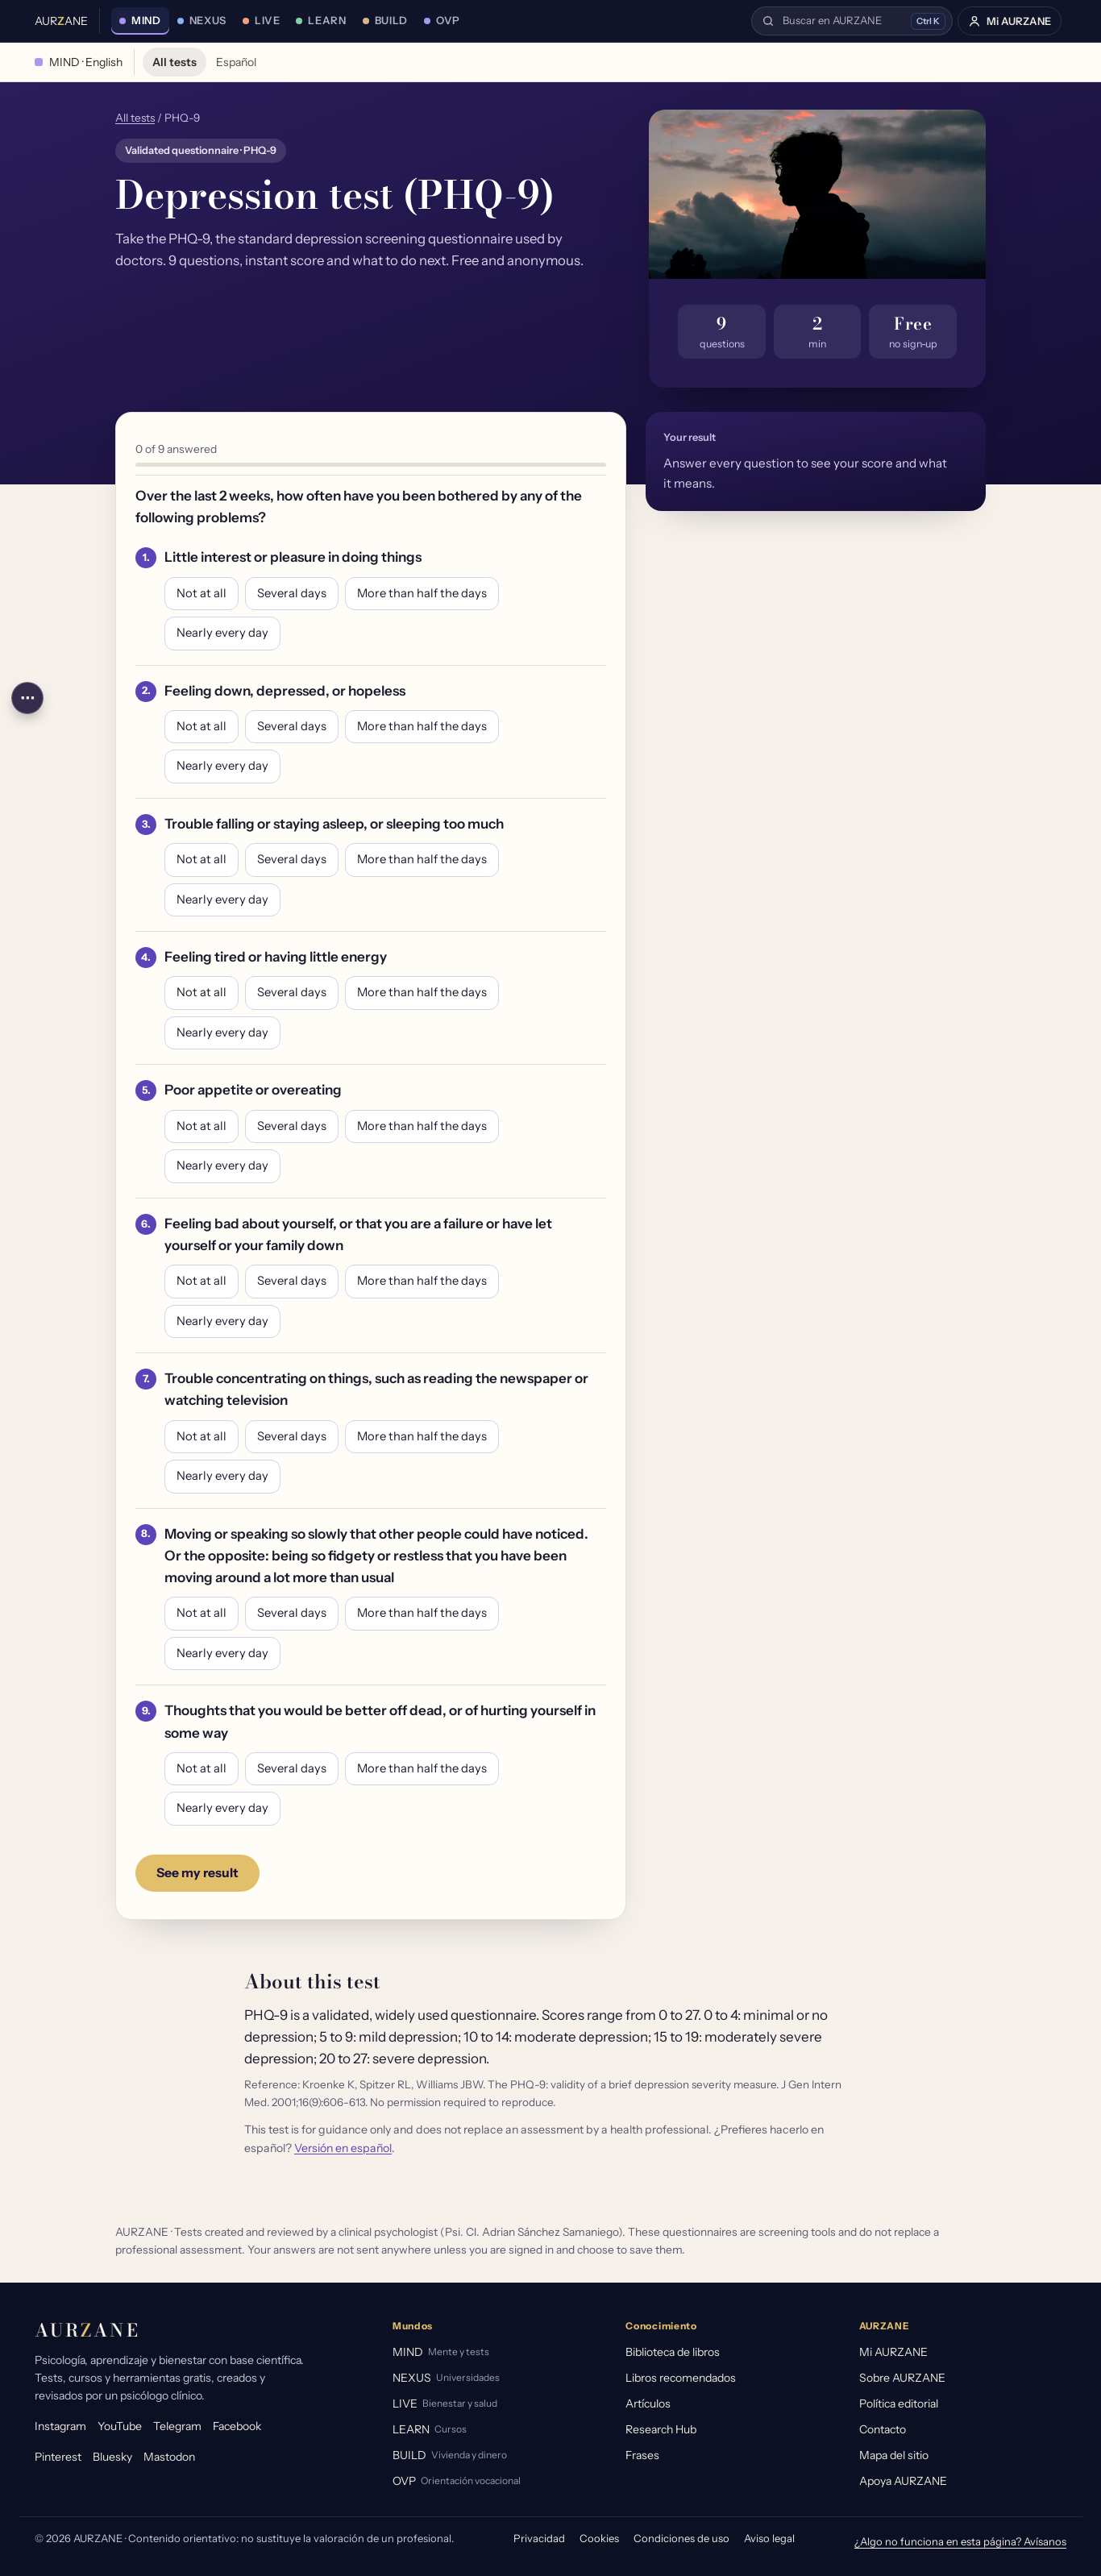 AURZANE
MIND
NEXUS
LIVE
LEARN
BUILD
OVP
Buscar en AURZANE
Ctrl K
Mi AURZANE
MIND · English
All tests
Español
All tests / PHQ-9
Validated questionnaire · PHQ-9
Depression test (PHQ-9)
Take the PHQ-9, the standard depression screening questionnaire used by
doctors. 9 questions, instant score and what to do next. Free and anonymous.
9
questions
2
min
Free
no sign-up
0 of 9 answered
Your result
Answer every question to see your score and what
it means.
Over the last 2 weeks, how often have you been bothered by any of the
following problems?
1. Little interest or pleasure in doing things
Not at all
Several days
More than half the days
Nearly every day
2. Feeling down, depressed, or hopeless
Not at all
Several days
More than half the days
Nearly every day
3. Trouble falling or staying asleep, or sleeping too much
Not at all
Several days
More than half the days
Nearly every day
4. Feeling tired or having little energy
Not at all
Several days
More than half the days
Nearly every day
5. Poor appetite or overeating
Not at all
Several days
More than half the days
Nearly every day
6. Feeling bad about yourself, or that you are a failure or have let
yourself or your family down
Not at all
Several days
More than half the days
Nearly every day
7. Trouble concentrating on things, such as reading the newspaper or
watching television
Not at all
Several days
More than half the days
Nearly every day
8. Moving or speaking so slowly that other people could have noticed.
Or the opposite: being so fidgety or restless that you have been
moving around a lot more than usual
Not at all
Several days
More than half the days
Nearly every day
9. Thoughts that you would be better off dead, or of hurting yourself in
some way
Not at all
Several days
More than half the days
Nearly every day
See my result
About this test
PHQ-9 is a validated, widely used questionnaire. Scores range from 0 to 27. 0 to 4: minimal or no
depression; 5 to 9: mild depression; 10 to 14: moderate depression; 15 to 19: moderately severe
depression; 20 to 27: severe depression.
Reference: Kroenke K, Spitzer RL, Williams JBW. The PHQ-9: validity of a brief depression severity measure. J Gen Intern
Med. 2001;16(9):606-613. No permission required to reproduce.
This test is for guidance only and does not replace an assessment by a health professional. ¿Prefieres hacerlo en
español? Versión en español.
AURZANE · Tests created and reviewed by a clinical psychologist (Psi. Cl. Adrian Sánchez Samaniego). These questionnaires are screening tools and do not replace a
professional assessment. Your answers are not sent anywhere unless you are signed in and choose to save them.
AURZANE
Psicología, aprendizaje y bienestar con base científica.
Tests, cursos y herramientas gratis, creados y
revisados por un psicólogo clínico.
Instagram YouTube Telegram Facebook
Pinterest Bluesky Mastodon
Mundos
MIND Mente y tests
NEXUS Universidades
LIVE Bienestar y salud
LEARN Cursos
BUILD Vivienda y dinero
OVP Orientación vocacional
Conocimiento
Biblioteca de libros
Libros recomendados
Artículos
Research Hub
Frases
AURZANE
Mi AURZANE
Sobre AURZANE
Política editorial
Contacto
Mapa del sitio
Apoya AURZANE
© 2026 AURZANE · Contenido orientativo: no sustituye la valoración de un profesional.
Privacidad Cookies Condiciones de uso Aviso legal
¿Algo no funciona en esta página? Avísanos